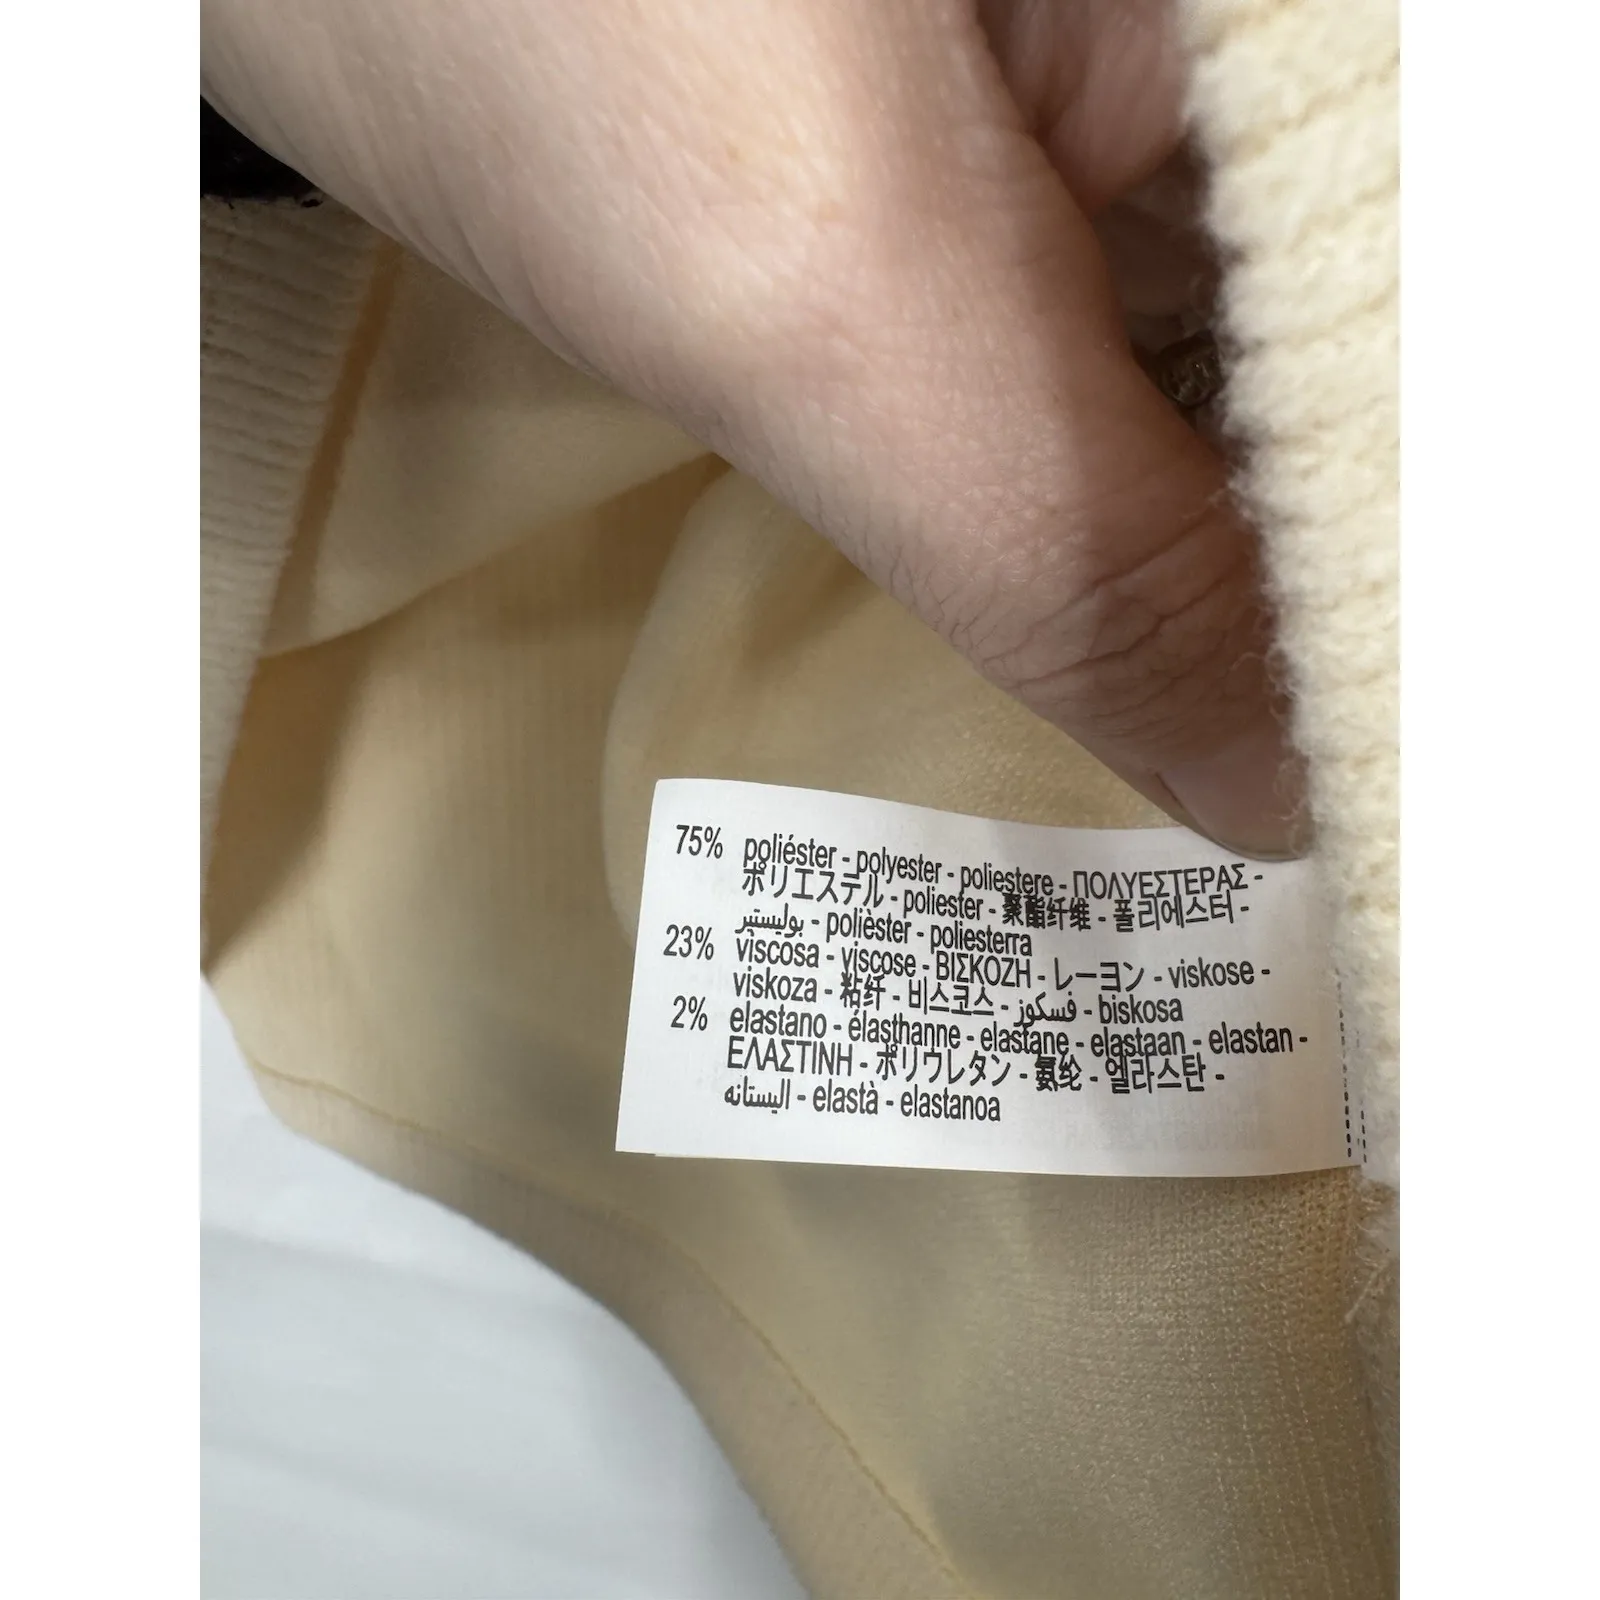 75% poliéster - polyester - poliestere - ΠΟΛΥΕΣΤΕΡΑΣ -
ポリエステル - poliester - 聚酯纤维 - 폴리에스터 -
بوليستير - polièster - poliesterra
23% viscosa - viscose - ΒΙΣΚΟΖΗ - レーヨン - viskose -
viskoza - 粘纤 - 비스코스 - فسكوز - biskosa
2% elastano - élasthanne - elastane - elastaan - elastan -
ΕΛΑΣΤΙΝΗ - ポリウレタン - 氨纶 - 엘라스탄 -
اليستانه - elastà - elastanoa